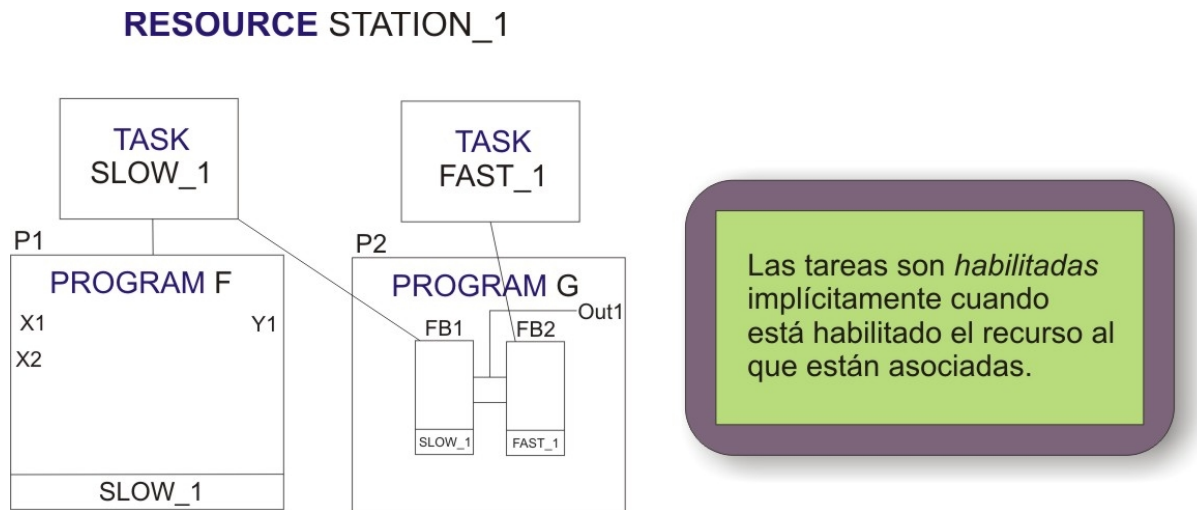 RESOURCE STATION_1
TASK
SLOW_1
TASK
FAST_1
P1
PROGRAM F
X1
Y1
X2
SLOW_1
P2
PROGRAM G
Out1
FB1
FB2
SLOW_1
FAST_1
Las tareas son habilitadas
implícitamente cuando
está habilitado el recurso al
que están asociadas.